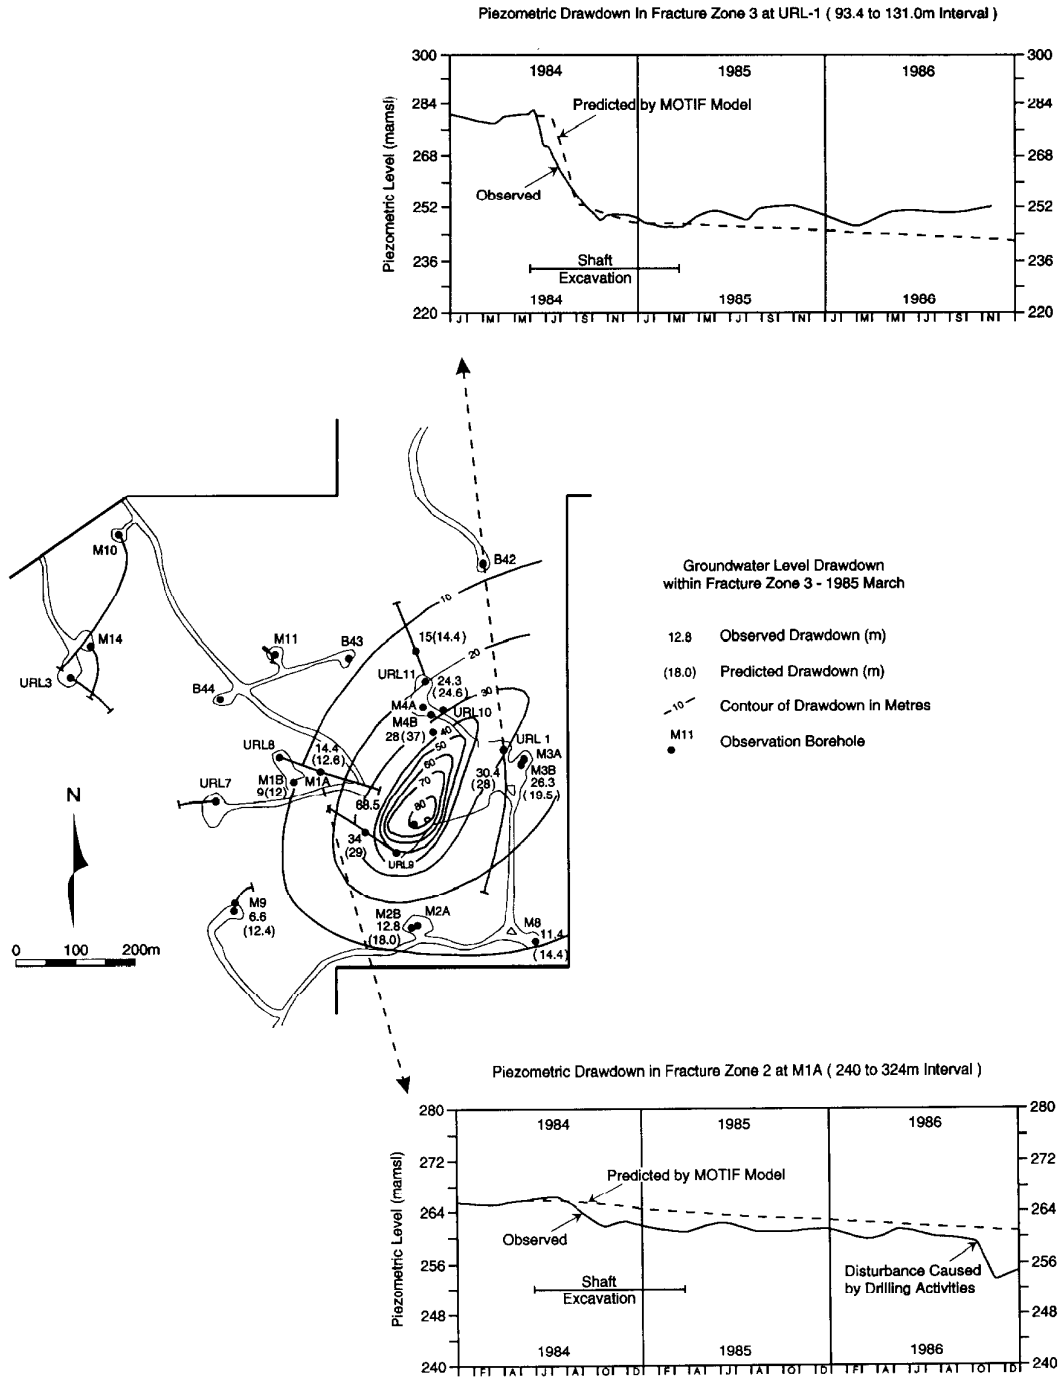 Piezometric Drawdown In Fracture Zone 3 at URL-1 ( 93.4 to 131.0m Interval )
300
300
1984
1985
1986
284
284
Predicted by MOTIF Model
268
268
Observed
252
252
Piezometric Level (mamsl)
236
236
Shaft
Excavation
1984
1985
1986
220
220
J M M J S N J M M J S N J M M J S N
B42
M10
10
M14
M11
B43
15(14.4)
20
URL3
URL11
24.3
(24.6)
30
B44
M4A
URL10
M4B
28(37)
40
50
60
70
80
URL6
14.4
(12.6)
URL 1
M3A
M3B
26.3
(19.5)
30.4
(28)
URL7
M1B
9(12)
M1A
68.5
N
34
(29)
URL9
M9
6.6
(12.4)
M2B
12.8
(18.0)
M2A
M8
11.4
(14.4)
0 100 200m
Groundwater Level Drawdown
within Fracture Zone 3 - 1985 March
12.8 Observed Drawdown (m)
(18.0) Predicted Drawdown (m)
10 Contour of Drawdown in Metres
M11 Observation Borehole
Piezometric Drawdown in Fracture Zone 2 at M1A ( 240 to 324m Interval )
280
280
1984
1985
1986
272
272
Predicted by MOTIF Model
264
264
Observed
256
256
Disturbance Caused
by Drilling Activities
Piezometric Level (mamsl)
Shaft
Excavation
248
248
1984
1985
1986
240
240
F A J A O D F A J A O D F A J A O D